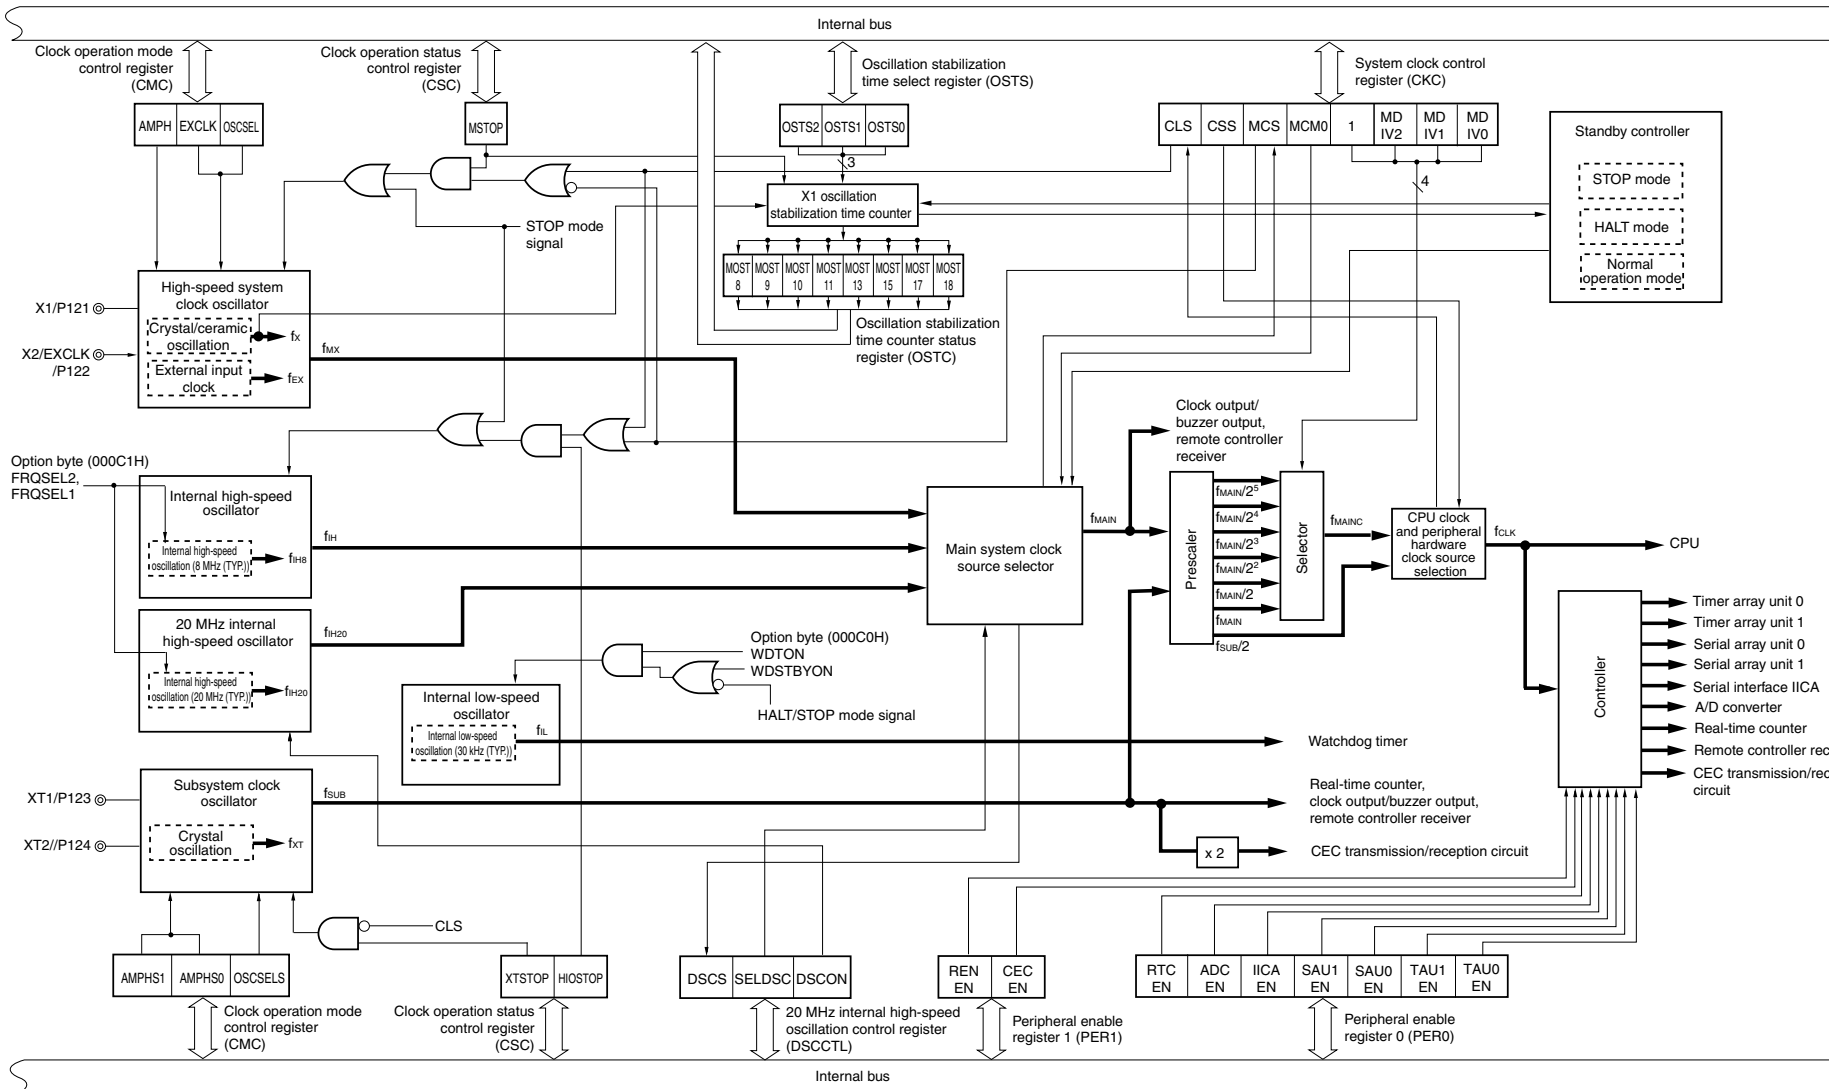 Internal bus
Clock operation mode
control register
(CMC)
Clock operation status
control register
(CSC)
Oscillation stabilization
time select register (OSTS)
System clock control
register (CKC)
AMPH EXCLK OSCSEL
MSTOP
OSTS2 OSTS1 OSTS0
CLS CSS MCS MCM0 1 MD
IV2 MD
IV1 MD
IV0
Standby controller
STOP mode
HALT mode
Normal
operation mode
3
4
X1 oscillation
stabilization time counter
STOP mode
signal
MOST
8 MOST
9 MOST
10 MOST
11 MOST
13 MOST
15 MOST
17 MOST
18
Oscillation stabilization
time counter status
register (OSTC)
High-speed system
clock oscillator
X1/P121
Crystal/ceramic
oscillation
fX
X2/EXCLK
/P122
External input
clock
fEX
fMX
Clock output/
buzzer output,
remote controller
receiver
Option byte (000C1H)
FRQSEL2,
FRQSEL1
Internal high-speed
oscillator
Internal high-speed
oscillation (8 MHz (TYP.))
fIH8
fIH
Main system clock
source selector
fMAIN
Prescaler
fMAIN/2⁵
fMAIN/2⁴
fMAIN/2³
fMAIN/2²
fMAIN/2
fMAIN
fSUB/2
Selector
fMAINC
CPU clock
and peripheral
hardware
clock source
selection
fCLK
CPU
20 MHz internal
high-speed oscillator
Internal high-speed
oscillation (20 MHz (TYP.))
fIH20
fIH20
Option byte (000C0H)
WDTON
WDSTBYON
HALT/STOP mode signal
Internal low-speed
oscillator
Internal low-speed
oscillation (30 kHz (TYP.))
fIL
Watchdog timer
Controller
Timer array unit 0
Timer array unit 1
Serial array unit 0
Serial array unit 1
Serial interface IICA
A/D converter
Real-time counter
Remote controller rec
CEC transmission/rec
circuit
Subsystem clock
oscillator
XT1/P123
Crystal
oscillation
fXT
XT2//P124
fSUB
Real-time counter,
clock output/buzzer output,
remote controller receiver
x 2
CEC transmission/reception circuit
CLS
AMPHS1 AMPHS0 OSCSELS
XTSTOP HIOSTOP
DSCS SELDSC DSCON
REN
EN CEC
EN
RTC
EN ADC
EN IICA
EN SAU1
EN SAU0
EN TAU1
EN TAU0
EN
Clock operation mode
control register
(CMC)
Clock operation status
control register
(CSC)
20 MHz internal high-speed
oscillation control register
(DSCCTL)
Peripheral enable
register 1 (PER1)
Peripheral enable
register 0 (PER0)
Internal bus